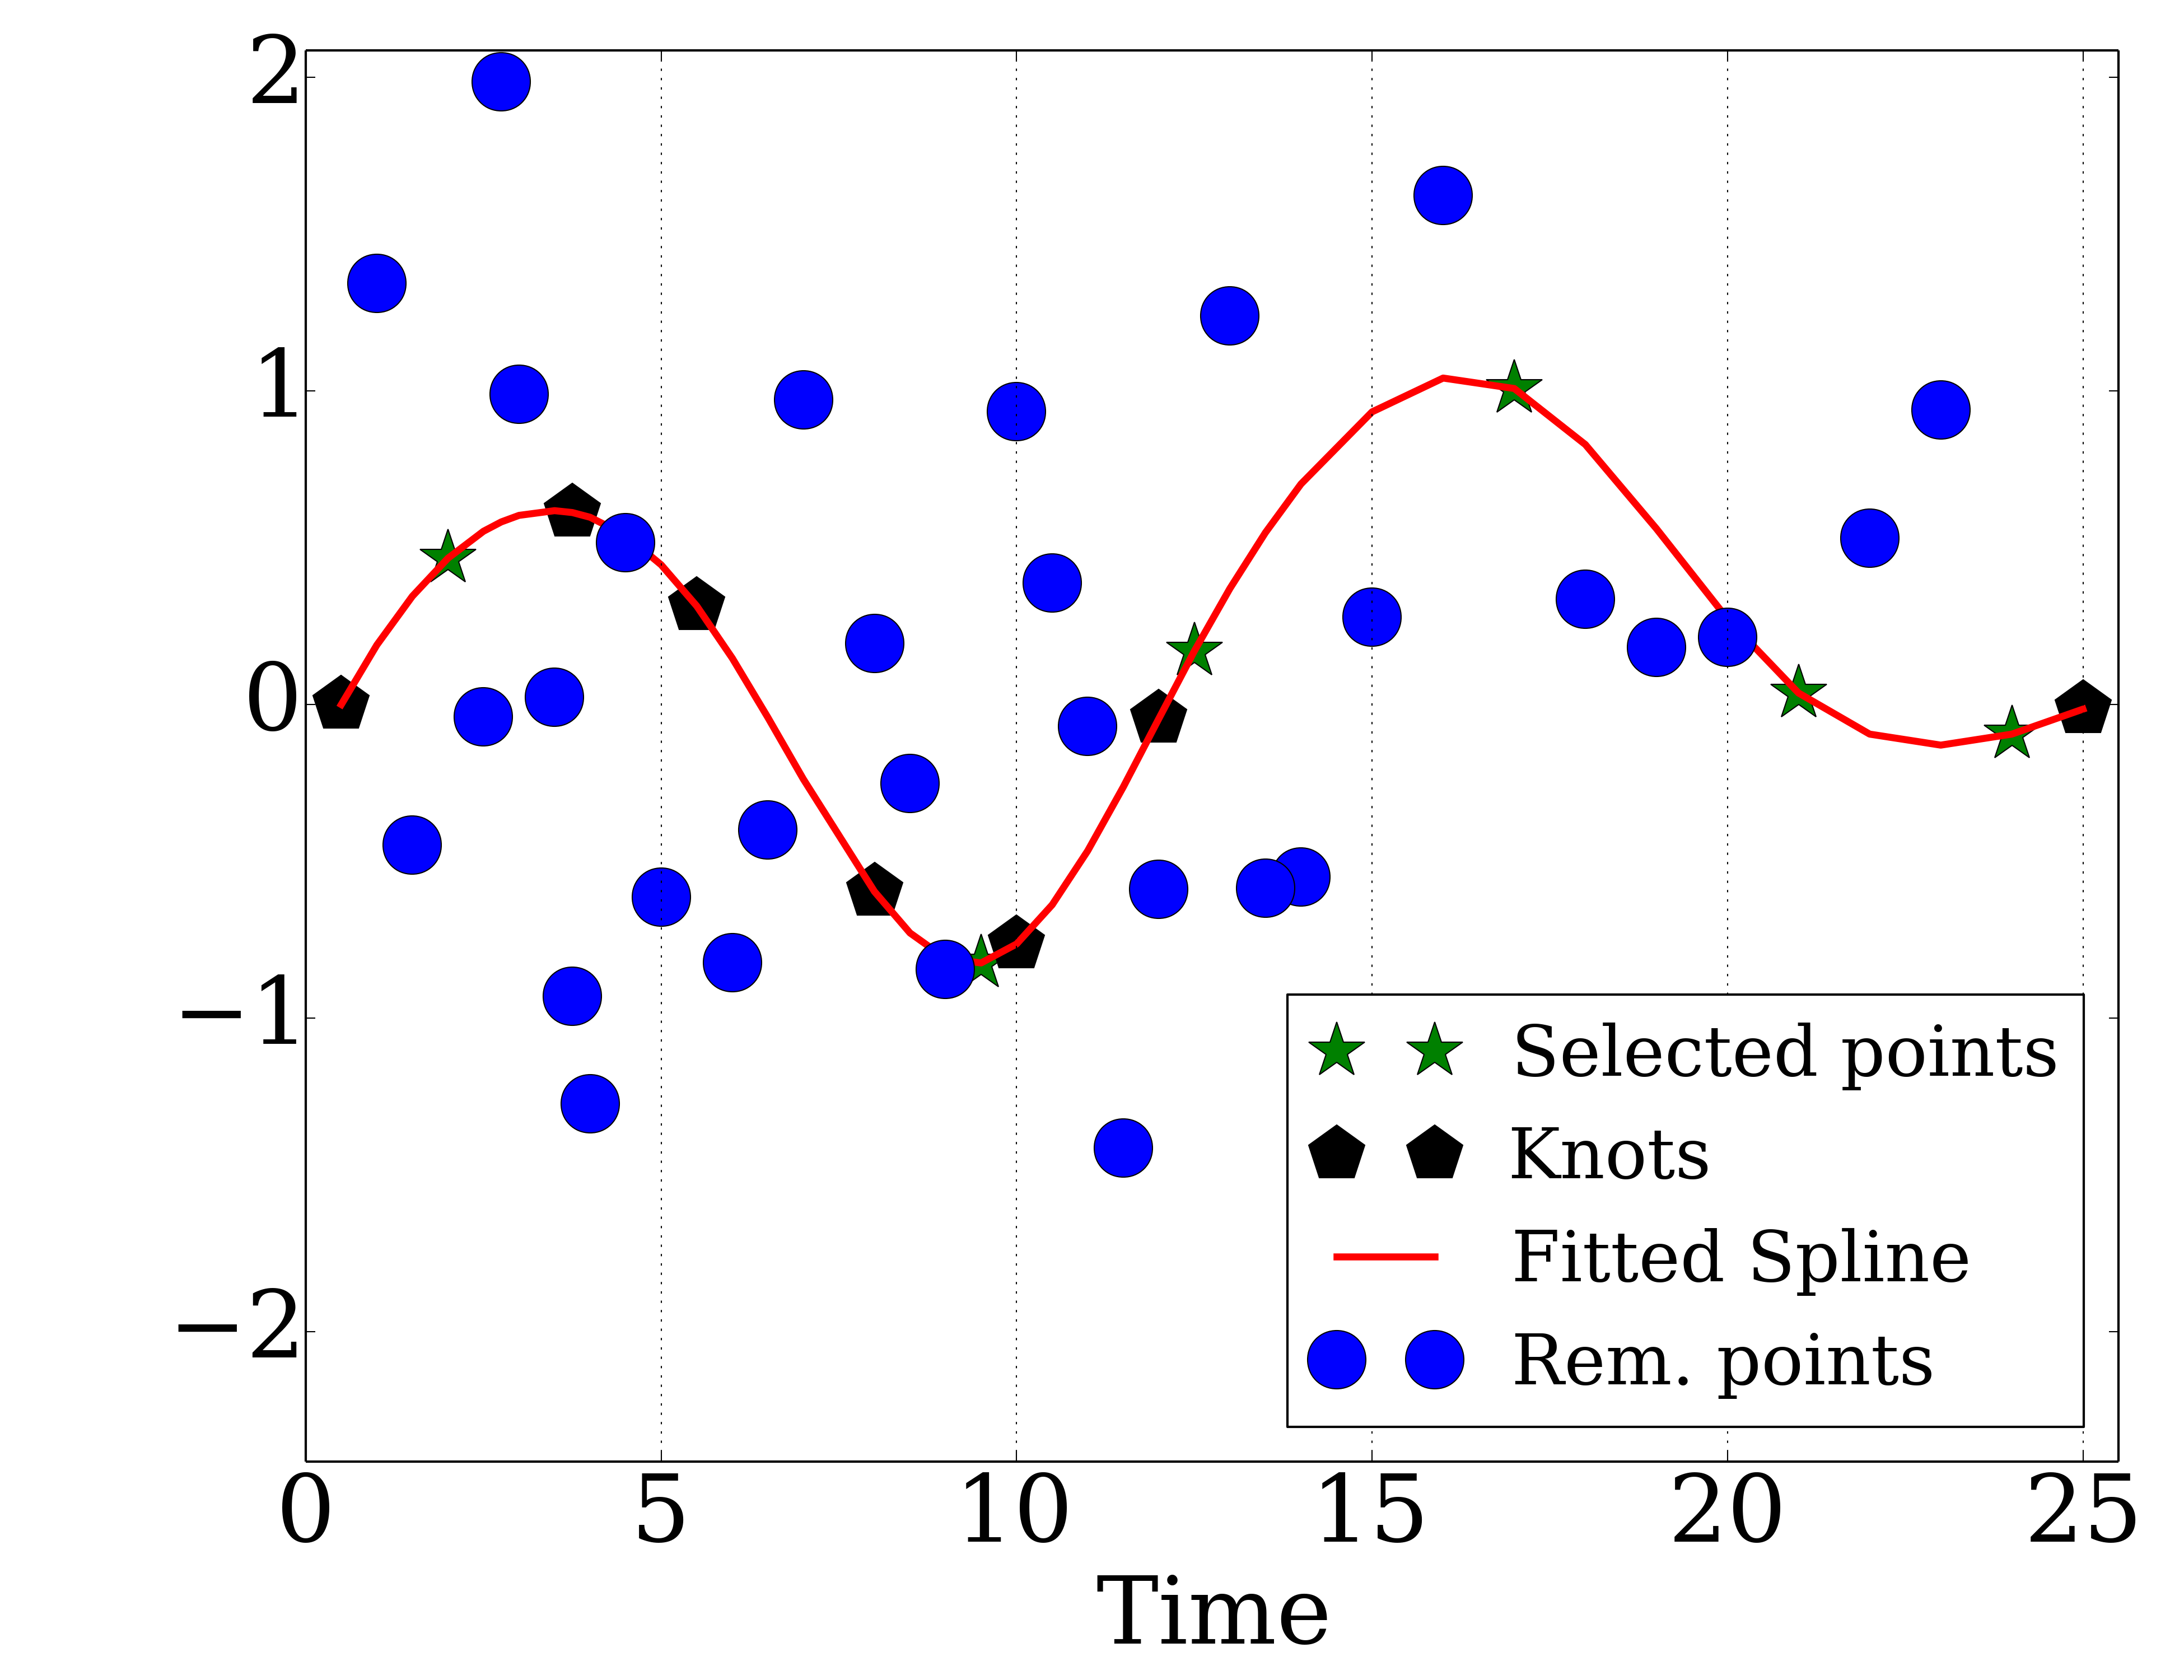 2
1
0
−1
−2
0 5 10 15 20 25
Time
Selected points
Knots
Fitted Spline
Rem. points